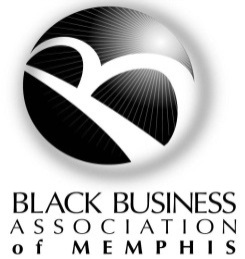 BLACK BUSINESS
ASSOCIATION
of MEMPHIS